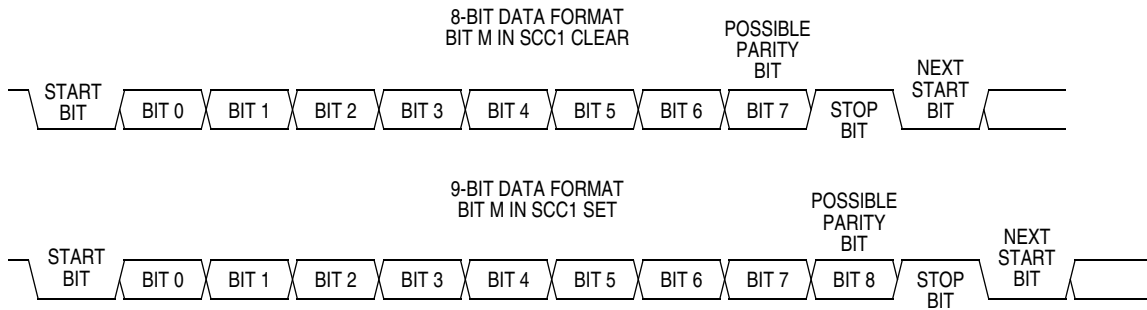 8-BIT DATA FORMAT
BIT M IN SCC1 CLEAR
POSSIBLE
PARITY
BIT
NEXT
START
BIT
START
BIT
BIT 0
BIT 1
BIT 2
BIT 3
BIT 4
BIT 5
BIT 6
BIT 7
STOP
BIT
9-BIT DATA FORMAT
BIT M IN SCC1 SET
POSSIBLE
PARITY
BIT
NEXT
START
BIT
START
BIT
BIT 0
BIT 1
BIT 2
BIT 3
BIT 4
BIT 5
BIT 6
BIT 7
BIT 8
STOP
BIT